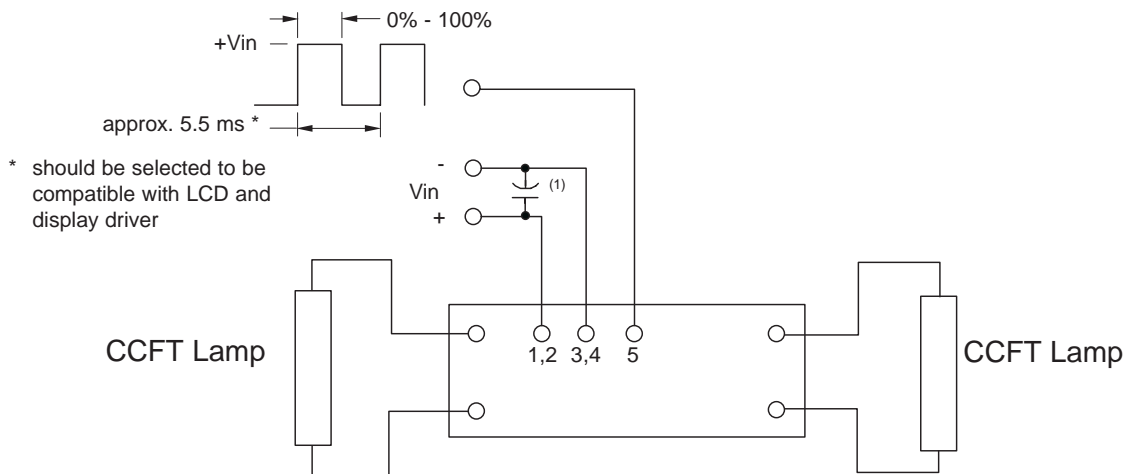 0% - 100%
+Vin
approx. 5.5 ms *
* should be selected to be
compatible with LCD and
display driver
-
Vin
(1)
+
CCFT Lamp
1,2 3,4 5
CCFT Lamp